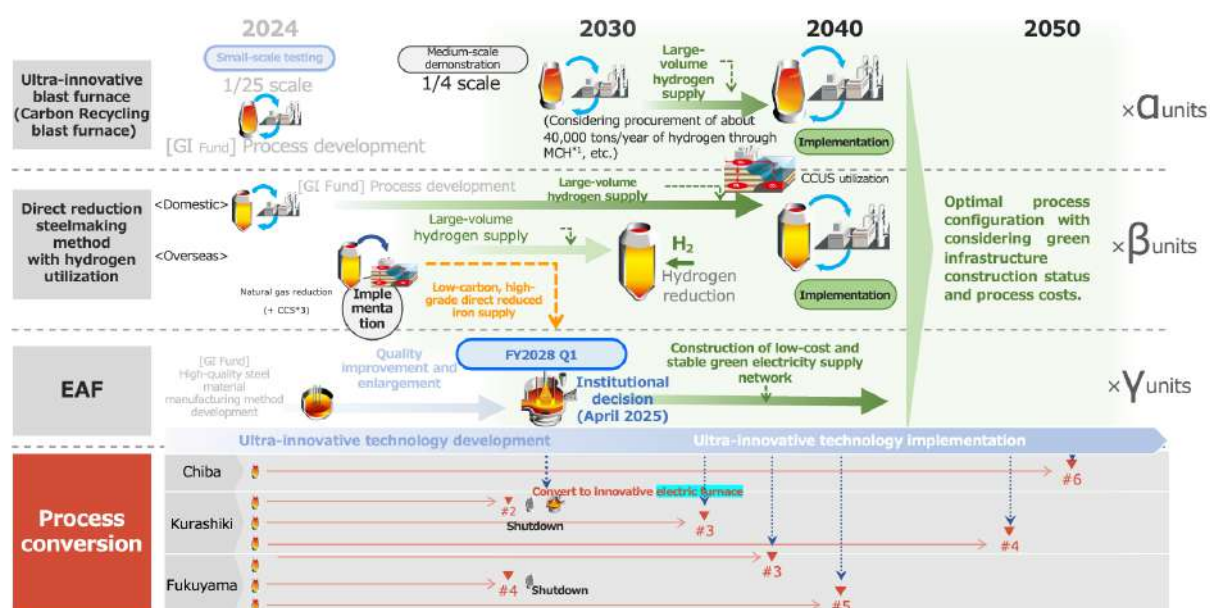 2024
2030
2040
2050
Ultra-innovative
blast furnace
(Carbon Recycling
blast furnace)
Small-scale testing
1/25 scale
[GI Fund] Process development
Medium-scale
demonstration
1/4 scale
(Considering procurement of about
40,000 tons/year of hydrogen through
MCH*1, etc.)
Large-
volume
hydrogen
supply
Implementation
×αunits
Direct reduction
steelmaking
method
with hydrogen
utilization
<Domestic>
[GI Fund] Process development
Large-volume
hydrogen supply
CCUS utilization
<Overseas>
Large-volume
hydrogen supply
Natural gas reduction
(+ CCS*3)
Imple
menta
tion
Low-carbon, high-
grade direct reduced
iron supply
H2
Hydrogen
reduction
Implementation
Optimal process
configuration with
considering green
infrastructure
construction status
and process costs.
×βunits
EAF
[GI Fund]
High-quality steel
material
manufacturing method
development
Quality
improvement and
enlargement
FY2028 Q1
Institutional
decision
(April 2025)
Construction of low-cost and
stable green electricity supply
network
×γunits
Ultra-innovative technology development
Ultra-innovative technology implementation
Process
conversion
Chiba
#6
Kurashiki
Convert to innovative electric furnace
#2
Shutdown
#3
#4
Fukuyama
#3
#4
Shutdown
#5